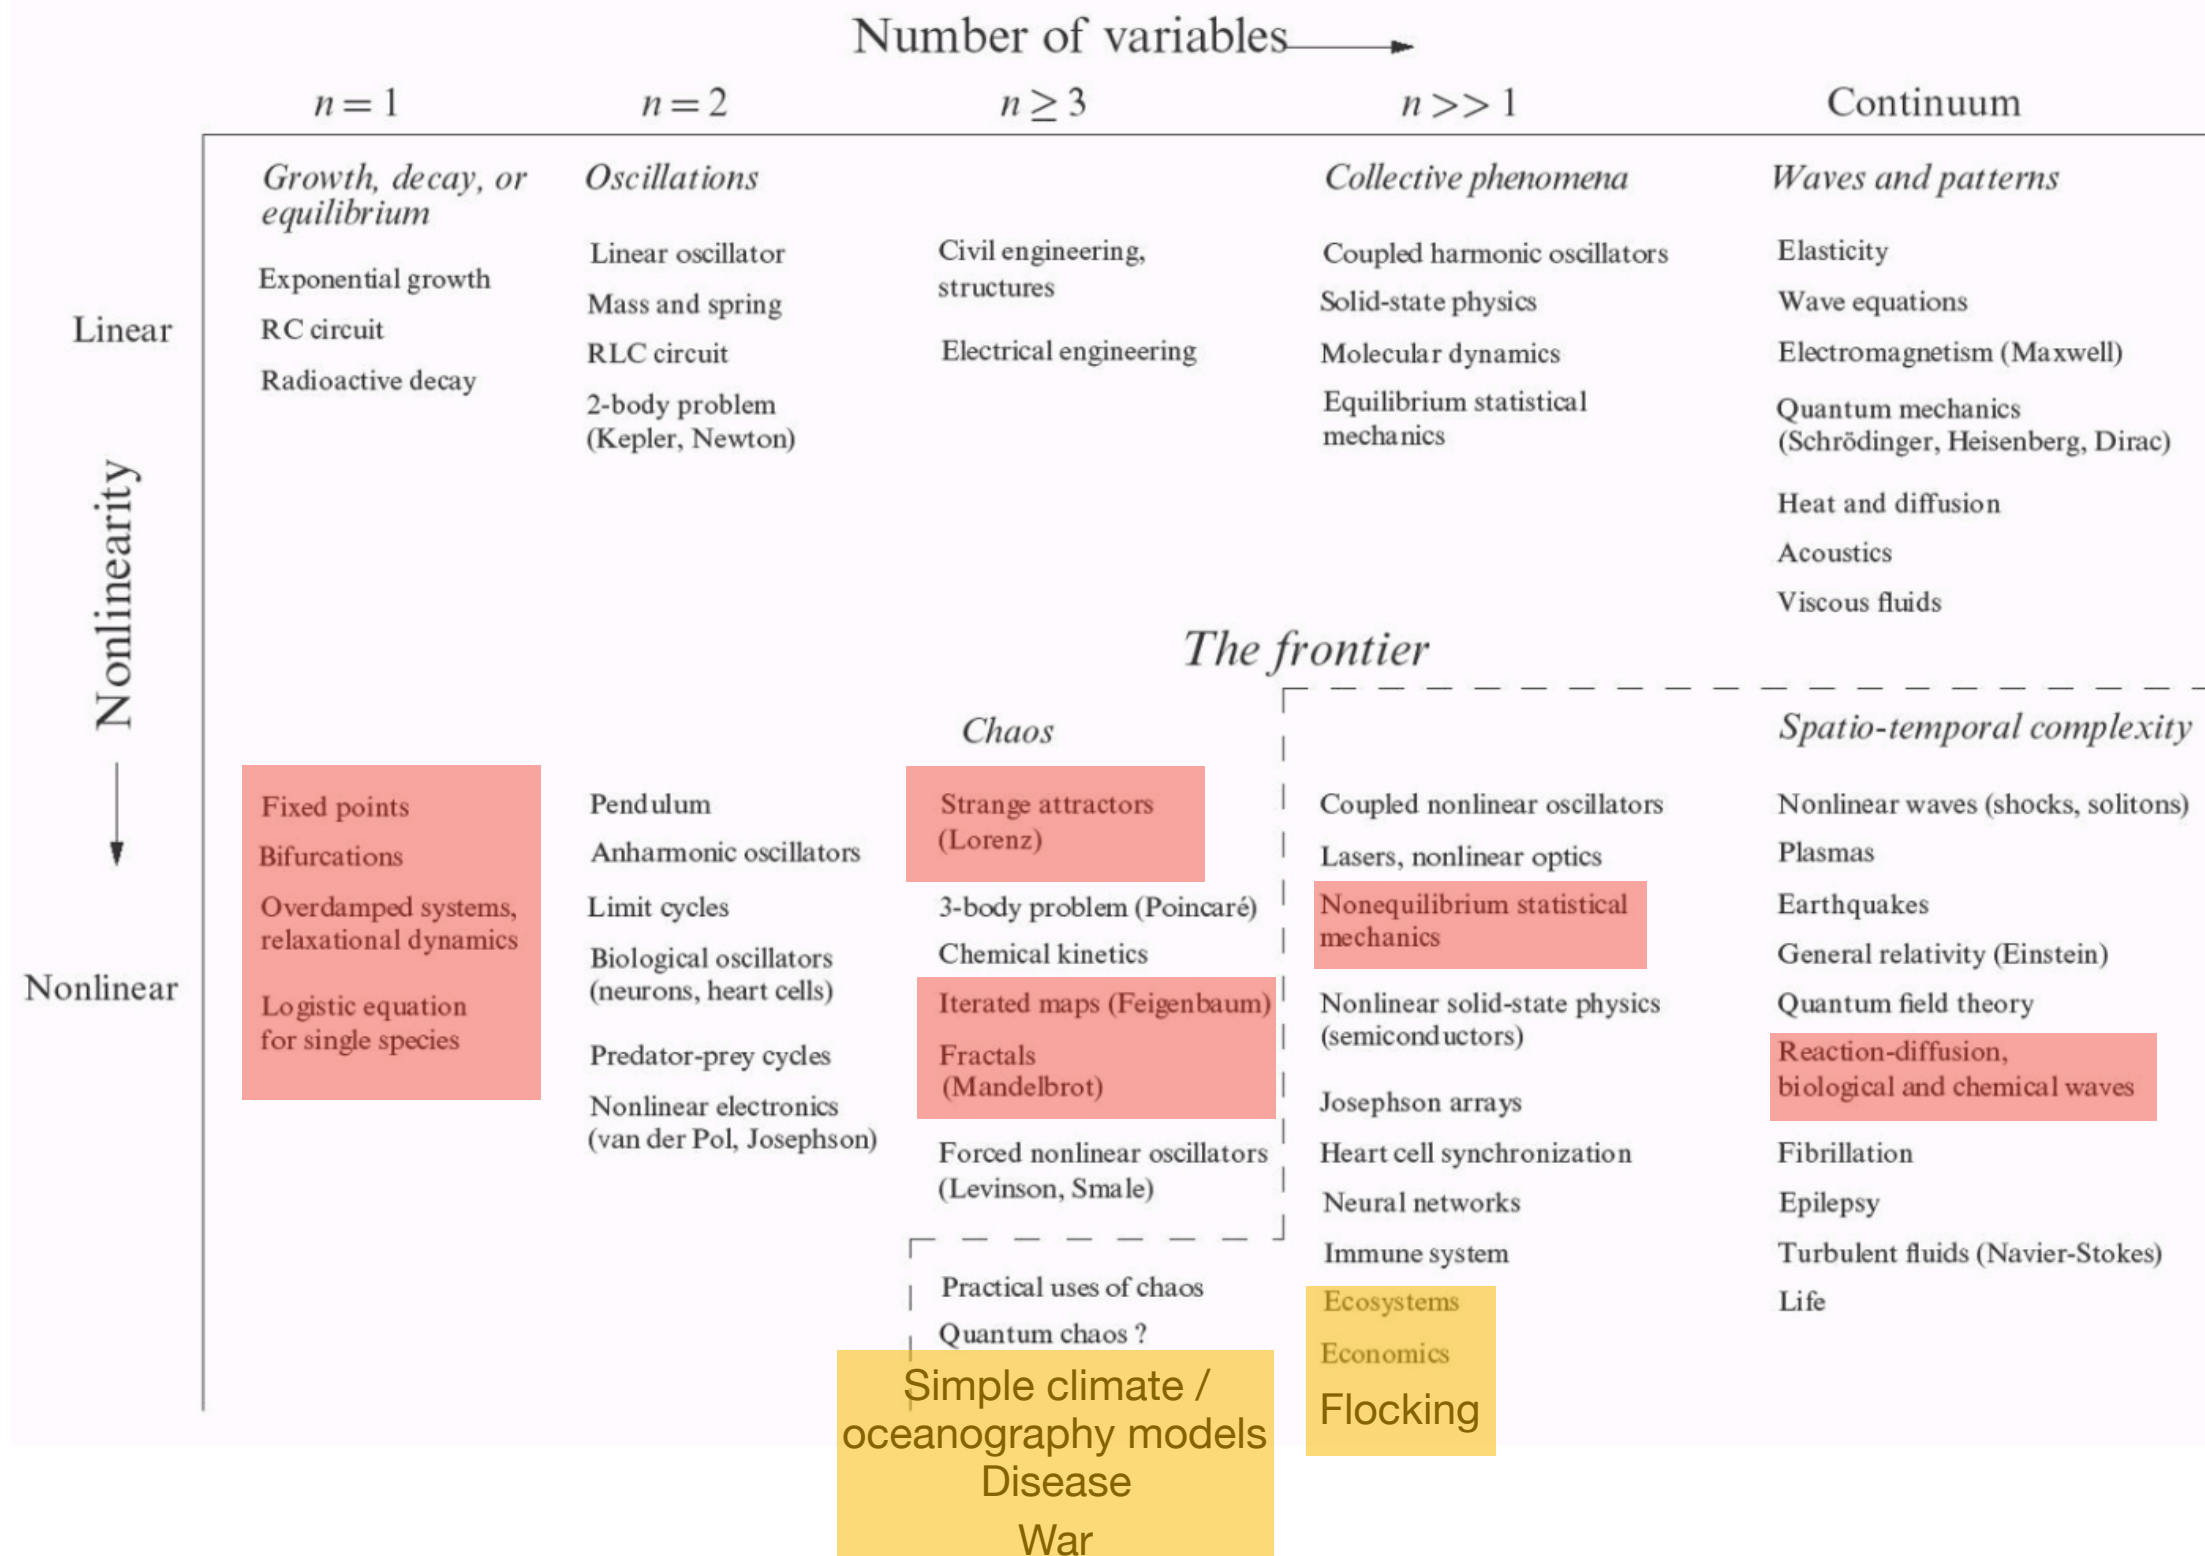 Number of variables
n = 1
n = 2
n ≥ 3
n >> 1
Continuum
Linear
Nonlinearity
Nonlinear
Growth, decay, or
equilibrium
Exponential growth
RC circuit
Radioactive decay
Oscillations
Linear oscillator
Mass and spring
RLC circuit
2-body problem
(Kepler, Newton)
Civil engineering,
structures
Electrical engineering
Collective phenomena
Coupled harmonic oscillators
Solid-state physics
Molecular dynamics
Equilibrium statistical
mechanics
Waves and patterns
Elasticity
Wave equations
Electromagnetism (Maxwell)
Quantum mechanics
(Schrödinger, Heisenberg, Dirac)
Heat and diffusion
Acoustics
Viscous fluids
The frontier
Fixed points
Bifurcations
Overdamped systems,
relaxational dynamics
Logistic equation
for single species
Pendulum
Anharmonic oscillators
Limit cycles
Biological oscillators
(neurons, heart cells)
Predator-prey cycles
Nonlinear electronics
(van der Pol, Josephson)
Chaos
Strange attractors
(Lorenz)
3-body problem (Poincaré)
Chemical kinetics
Iterated maps (Feigenbaum)
Fractals
(Mandelbrot)
Forced nonlinear oscillators
(Levinson, Smale)
Practical uses of chaos
Quantum chaos ?
Simple climate /
oceanography models
Disease
War
Coupled nonlinear oscillators
Lasers, nonlinear optics
Nonequilibrium statistical
mechanics
Nonlinear solid-state physics
(semiconductors)
Josephson arrays
Heart cell synchronization
Neural networks
Immune system
Ecosystems
Economics
Flocking
Spatio-temporal complexity
Nonlinear waves (shocks, solitons)
Plasmas
Earthquakes
General relativity (Einstein)
Quantum field theory
Reaction-diffusion,
biological and chemical waves
Fibrillation
Epilepsy
Turbulent fluids (Navier-Stokes)
Life